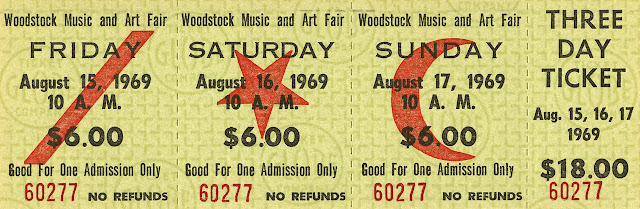 Woodstock Music and Art Fair
FRIDAY
August 15, 1969
10 A. M.
$6.00
Good For One Admission Only
60277 NO REFUNDS
Woodstock Music and Art Fair
SATURDAY
August 16, 1969
10 A. M.
$6.00
Good For One Admission Only
60277 NO REFUNDS
Woodstock Music and Art Fair
SUNDAY
August 17, 1969
10 A. M.
$6.00
Good For One Admission Only
60277 NO REFUNDS
THREE
DAY
TICKET
Aug. 15, 16, 17
1969
$18.00
60277